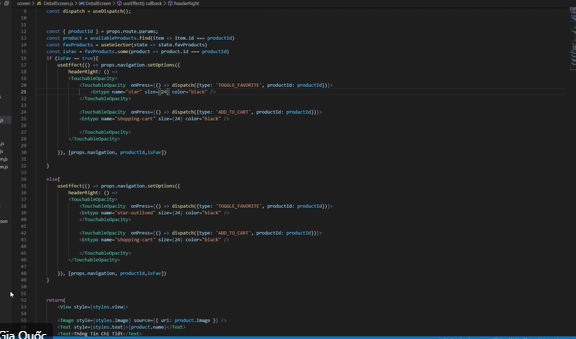 screen > JS DetailScreen.js > DetailScreen > useEffect() callback > headerRight
9 const dispatch = useDispatch();
10
11
12 const { productId } = props.route.params;
13 const product = availableProducts.find(item => item.id === productId)
14 const favProducts = useSelector(state => state.favProducts)
15 const isFav = favProducts.some(product => product.id === productId)
16 if (isFav == true){
17 useEffect(() => props.navigation.setOptions({
18 headerRight: () =>
19 <TouchableOpacity>
20 <TouchableOpacity onPress={() => dispatch({type: 'TOGGLE_FAVORITE', productId: productId})}>
21 <Entypo name="star" size={24} color="black" />
22 </TouchableOpacity>
23
24 <TouchableOpacity onPress={() => dispatch({type: 'ADD_TO_CART', productId: productId})}>
25 <Entypo name="shopping-cart" size={24} color="black" />
26
27 </TouchableOpacity>
28 </TouchableOpacity>
29
30 }), [props.navigation, productId,isFav])
31
32 }
33
34 else{
35 useEffect(() => props.navigation.setOptions({
36 headerRight: () =>
37 <TouchableOpacity>
38 <TouchableOpacity onPress={() => dispatch({type: 'TOGGLE_FAVORITE', productId: productId})}>
39 <Entypo name="star-outlined" size={24} color="black" />
40 </TouchableOpacity>
41
42 <TouchableOpacity onPress={() => dispatch({type: 'ADD_TO_CART', productId: productId})}>
43 <Entypo name="shopping-cart" size={24} color="black" />
44
45 </TouchableOpacity>
46 </TouchableOpacity>
47
48 }), [props.navigation, productId,isFav])
49 }
50
51
52 return(
53 <View style={styles.view}>
54
55 <Image style={styles.image} source={{ uri: product.image }} />
56 <Text style={styles.text}>{product.name}</Text>
<Text>Thông Tin Chi Tiết</Text>
Gia Quốc